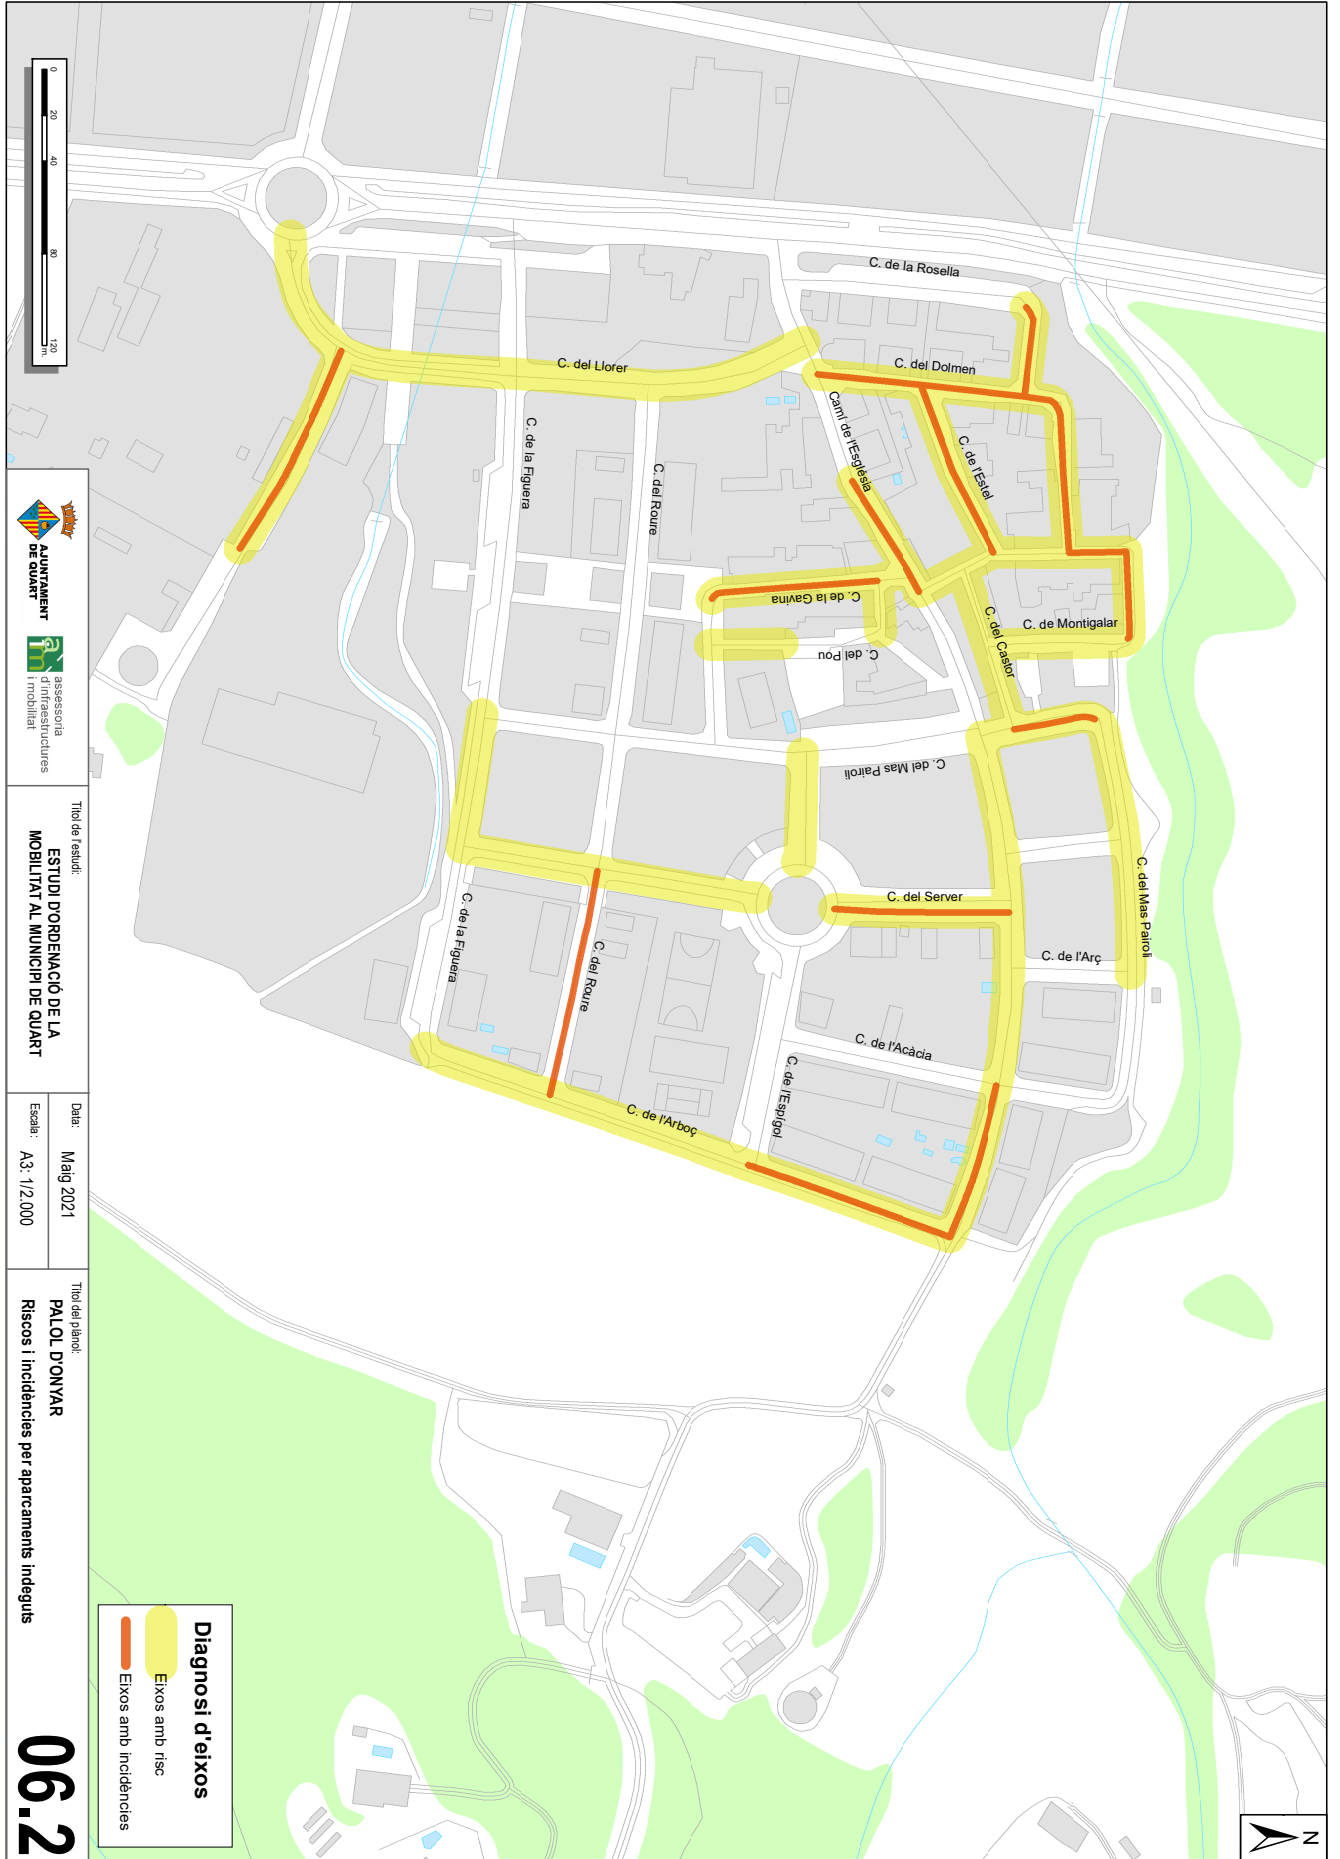 C. de la Rosella
C. del Dolmen
C. del Llorer
Camí de l'Església
C. de l'Estel
C. de la Figuera
C. del Roure
C. de la Gavina
C. del Pou
C. de Montigalar
C. del Castor
C. del Mas Pairoli
C. del Mas Pairoli
C. del Server
C. de l'Arç
C. de l'Acàcia
C. de l'Espígol
C. de l'Arboç
C. del Roure
C. de la Figuera
0 20 40 80 120
m.
AJUNTAMENT
DE QUART
aim
assessoria
d'infraestructures
i mobilitat
Títol de l'estudi:
ESTUDI D'ORDENACIÓ DE LA
MOBILITAT AL MUNICIPI DE QUART
Data:
Maig 2021
Escala:
A3: 1/2.000
Títol del plànol:
PALOL D'ONYAR
Riscos i incidències per aparcaments indeguts
06.2
Diagnosi d'eixos
Eixos amb risc
Eixos amb incidències
N